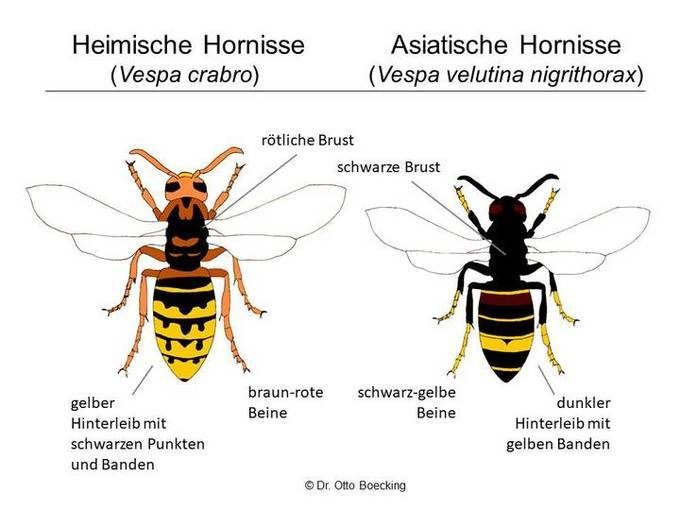 Heimische Hornisse
(Vespa crabro)
Asiatische Hornisse
(Vespa velutina nigrithorax)
rötliche Brust
schwarze Brust
gelber
Hinterleib mit
schwarzen Punkten
und Banden
braun-rote
Beine
schwarz-gelbe
Beine
dunkler
Hinterleib mit
gelben Banden
© Dr. Otto Boecking